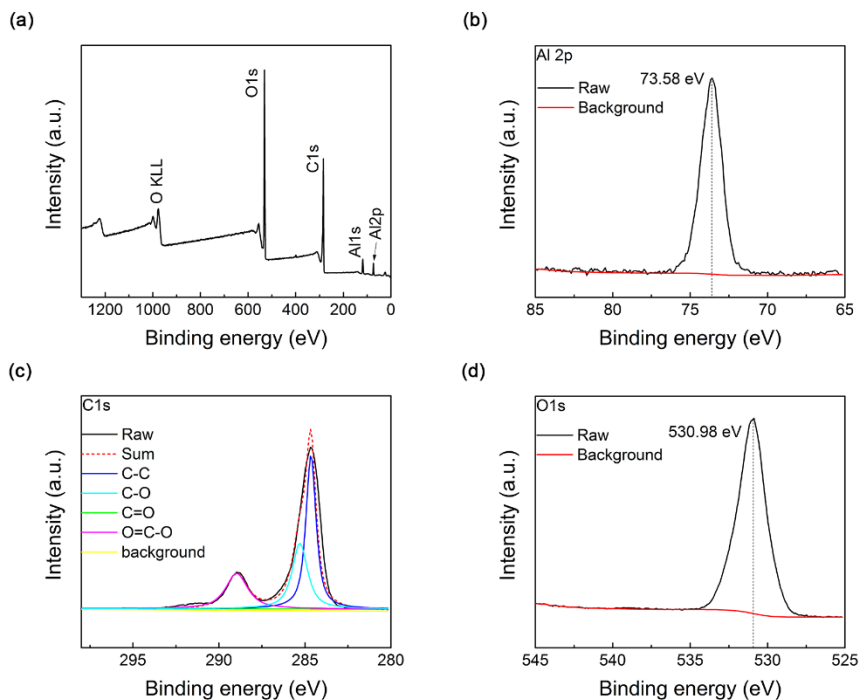 (a)
Intensity (a.u.)
O KLL
O1s
C1s
Al1s
Al2p
1200 1000 800 600 400 200 0
Binding energy (eV)
(b)
Al 2p
73.58 eV
Raw
Background
Intensity (a.u.)
85 80 75 70 65
Binding energy (eV)
(c)
C1s
Raw
Sum
C-C
C-O
C=O
O=C-O
background
Intensity (a.u.)
295 290 285 280
Binding energy (eV)
(d)
O1s
530.98 eV
Raw
Background
Intensity (a.u.)
545 540 535 530 525
Binding energy (eV)